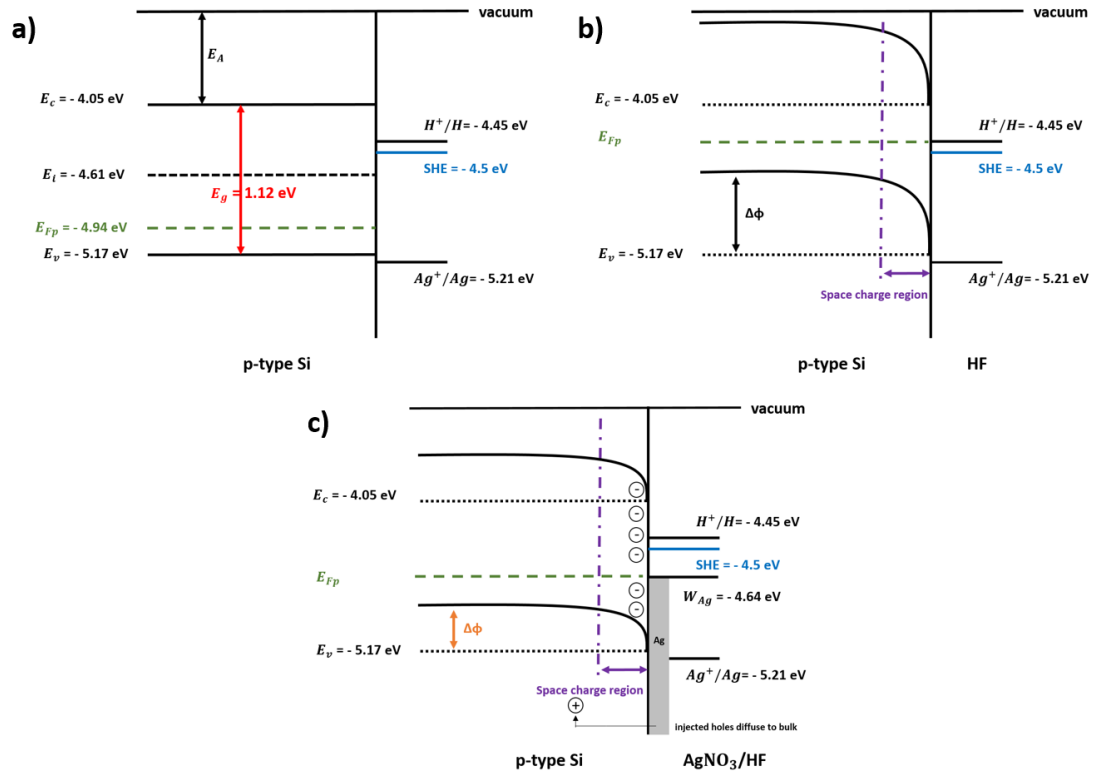 a)
vacuum
E_A
E_c = - 4.05 eV
H⁺/H= - 4.45 eV
SHE = - 4.5 eV
E_i = - 4.61 eV
E_g = 1.12 eV
E_Fp = - 4.94 eV
E_v = - 5.17 eV
Ag⁺/Ag= - 5.21 eV
p-type Si
b)
vacuum
E_c = - 4.05 eV
H⁺/H= - 4.45 eV
E_Fp
SHE = - 4.5 eV
Δϕ
E_v = - 5.17 eV
Ag⁺/Ag= - 5.21 eV
Space charge region
p-type Si
HF
c)
vacuum
E_c = - 4.05 eV
-
-
-
-
H⁺/H= - 4.45 eV
SHE = - 4.5 eV
E_Fp
-
-
W_Ag = - 4.64 eV
Δϕ
Ag
E_v = - 5.17 eV
Ag⁺/Ag= - 5.21 eV
Space charge region
+
injected holes diffuse to bulk
p-type Si
AgNO₃/HF